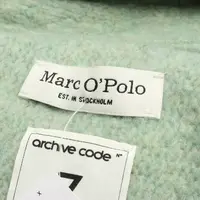 Marc O'Polo
EST. IN STOCKHOLM
archive code N°
7